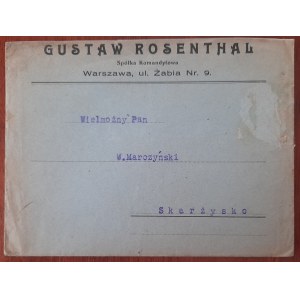 GUSTAW ROSENTHAL
Spółka Komandytowa
Warszawa, ul. Żabia Nr. 9.
Wielmożny Pan
W.Marczyński
Skarżysko